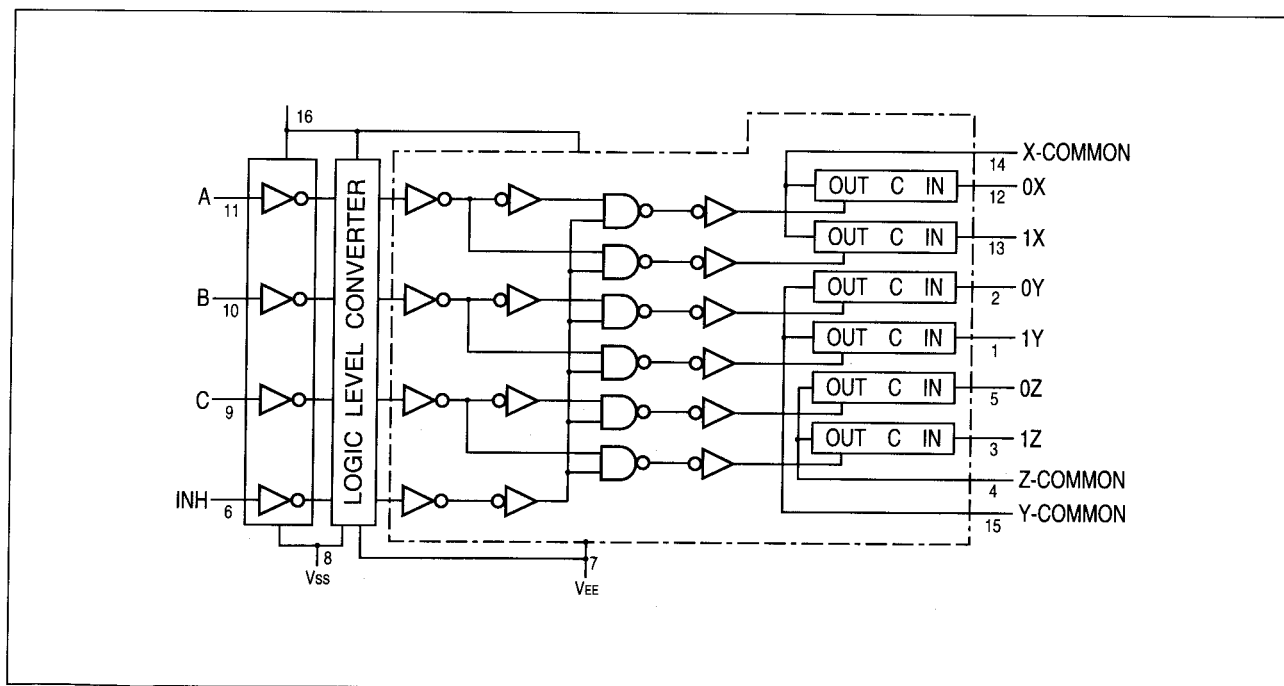 16
A
11
B
10
C
9
INH
6
LOGIC LEVEL CONVERTER
8
VSS
7
VEE
X-COMMON
14
OUT C IN
0X
12
OUT C IN
1X
13
OUT C IN
0Y
2
OUT C IN
1Y
1
OUT C IN
0Z
5
OUT C IN
1Z
3
Z-COMMON
4
Y-COMMON
15